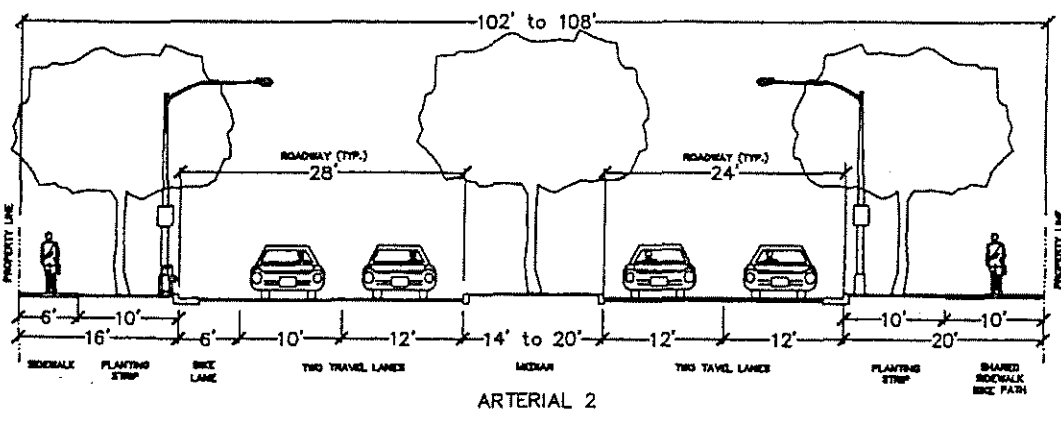 102' to 108'
ROADWAY (TYP.)
28'
ROADWAY (TYP.)
24'
PROPERTY LINE
PROPERTY LINE
6'
10'
16'
6'
10'
12'
14' to 20'
12'
12'
10'
10'
20'
SIDEWALK
PLANTING
STRIP
BIKE
LANE
TWO TRAVEL LANES
MEDIAN
TWO TAVEL LANES
PLANTING
STRIP
SHARED
SIDEWALK
BIKE PATH
ARTERIAL 2